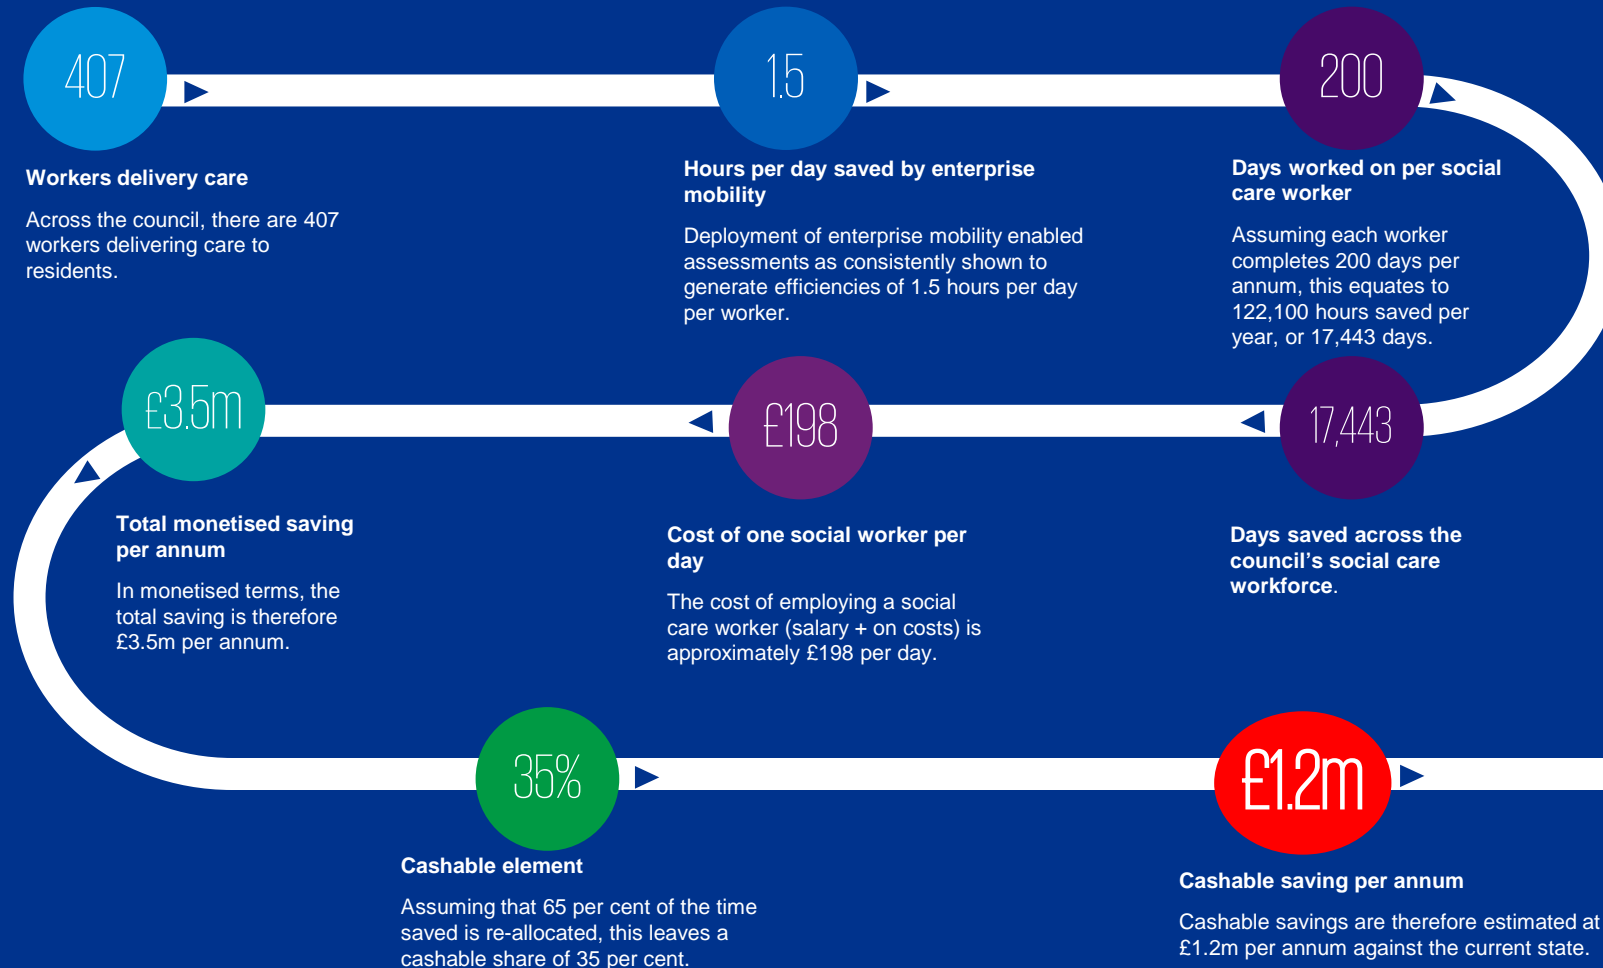 407
1.5
200
Workers delivery care
Across the council, there are 407
workers delivering care to
residents.
Hours per day saved by enterprise
mobility
Deployment of enterprise mobility enabled
assessments as consistently shown to
generate efficiencies of 1.5 hours per day
per worker.
Days worked on per social
care worker
Assuming each worker
completes 200 days per
annum, this equates to
122,100 hours saved per
year, or 17,443 days.
17,443
Days saved across the
council's social care
workforce.
£198
Cost of one social worker per
day
The cost of employing a social
care worker (salary + on costs) is
approximately £198 per day.
£3.5m
Total monetised saving
per annum
In monetised terms, the
total saving is therefore
£3.5m per annum.
35%
Cashable element
Assuming that 65 per cent of the time
saved is re-allocated, this leaves a
cashable share of 35 per cent.
£1.2m
Cashable saving per annum
Cashable savings are therefore estimated at
£1.2m per annum against the current state.